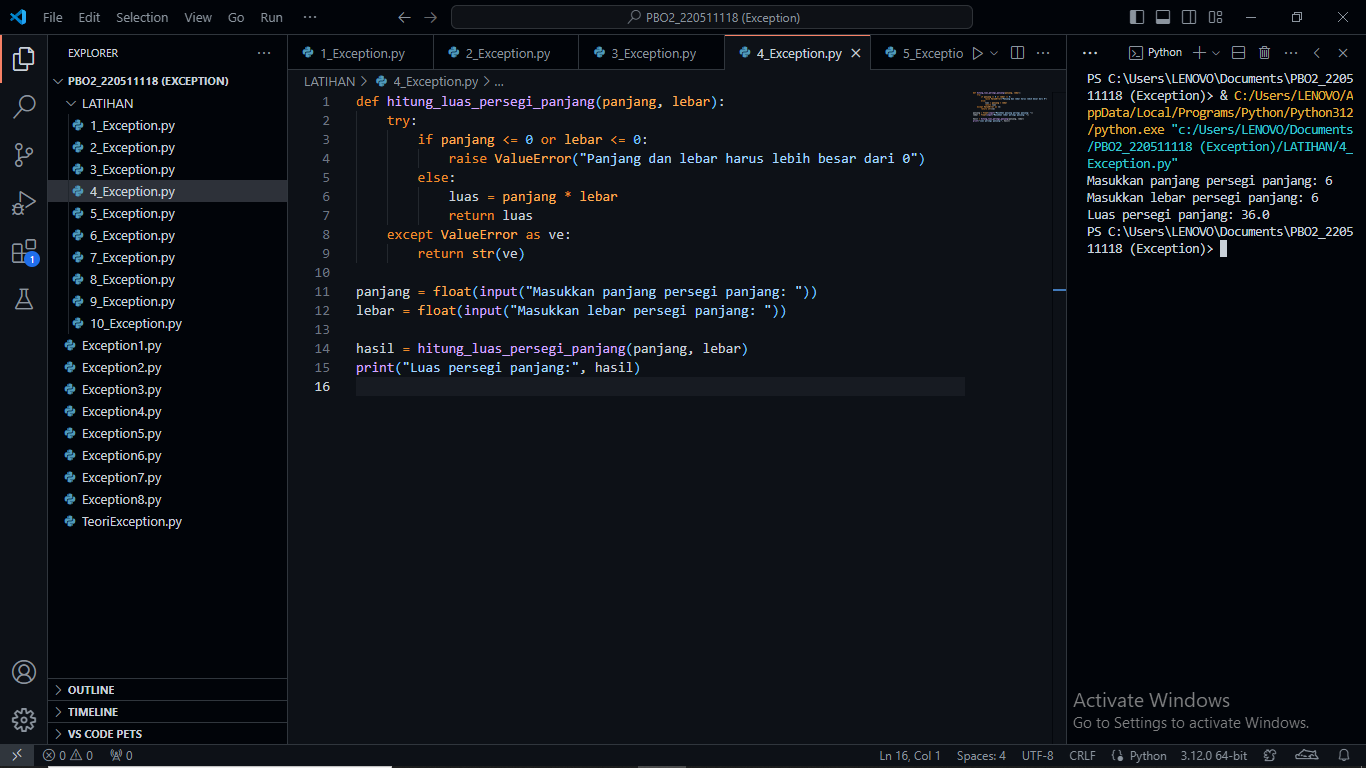 File Edit Selection View Go Run ···
PBO2_220511118 (Exception)
EXPLORER
PBO2_220511118 (EXCEPTION)
LATIHAN
1_Exception.py
2_Exception.py
3_Exception.py
4_Exception.py
5_Exception.py
6_Exception.py
7_Exception.py
8_Exception.py
9_Exception.py
10_Exception.py
Exception1.py
Exception2.py
Exception3.py
Exception4.py
Exception5.py
Exception6.py
Exception7.py
Exception8.py
TeoriException.py
OUTLINE
TIMELINE
VS CODE PETS
1
1_Exception.py 2_Exception.py 3_Exception.py 4_Exception.py 5_Exceptio
LATIHAN > 4_Exception.py > ...
1 def hitung_luas_persegi_panjang(panjang, lebar):
2     try:
3         if panjang <= 0 or lebar <= 0:
4             raise ValueError("Panjang dan lebar harus lebih besar dari 0")
5         else:
6             luas = panjang * lebar
7             return luas
8     except ValueError as ve:
9         return str(ve)
10
11 panjang = float(input("Masukkan panjang persegi panjang: "))
12 lebar = float(input("Masukkan lebar persegi panjang: "))
13
14 hasil = hitung_luas_persegi_panjang(panjang, lebar)
15 print("Luas persegi panjang:", hasil)
16
Python
PS C:\Users\LENOVO\Documents\PBO2_2205
11118 (Exception)> & C:/Users/LENOVO/A
ppData/Local/Programs/Python/Python312
/python.exe "c:/Users/LENOVO/Documents
/PBO2_220511118 (Exception)/LATIHAN/4_
Exception.py"
Masukkan panjang persegi panjang: 6
Masukkan lebar persegi panjang: 6
Luas persegi panjang: 36.0
PS C:\Users\LENOVO\Documents\PBO2_2205
11118 (Exception)>
Activate Windows
Go to Settings to activate Windows.
0 0 0 Ln 16, Col 1 Spaces: 4 UTF-8 CRLF Python 3.12.0 64-bit